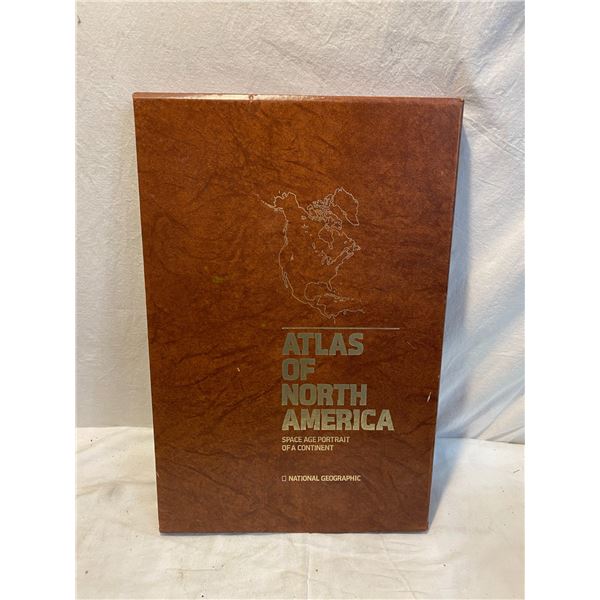 ATLAS
OF
NORTH
AMERICA
SPACE AGE PORTRAIT
OF A CONTINENT
NATIONAL GEOGRAPHIC